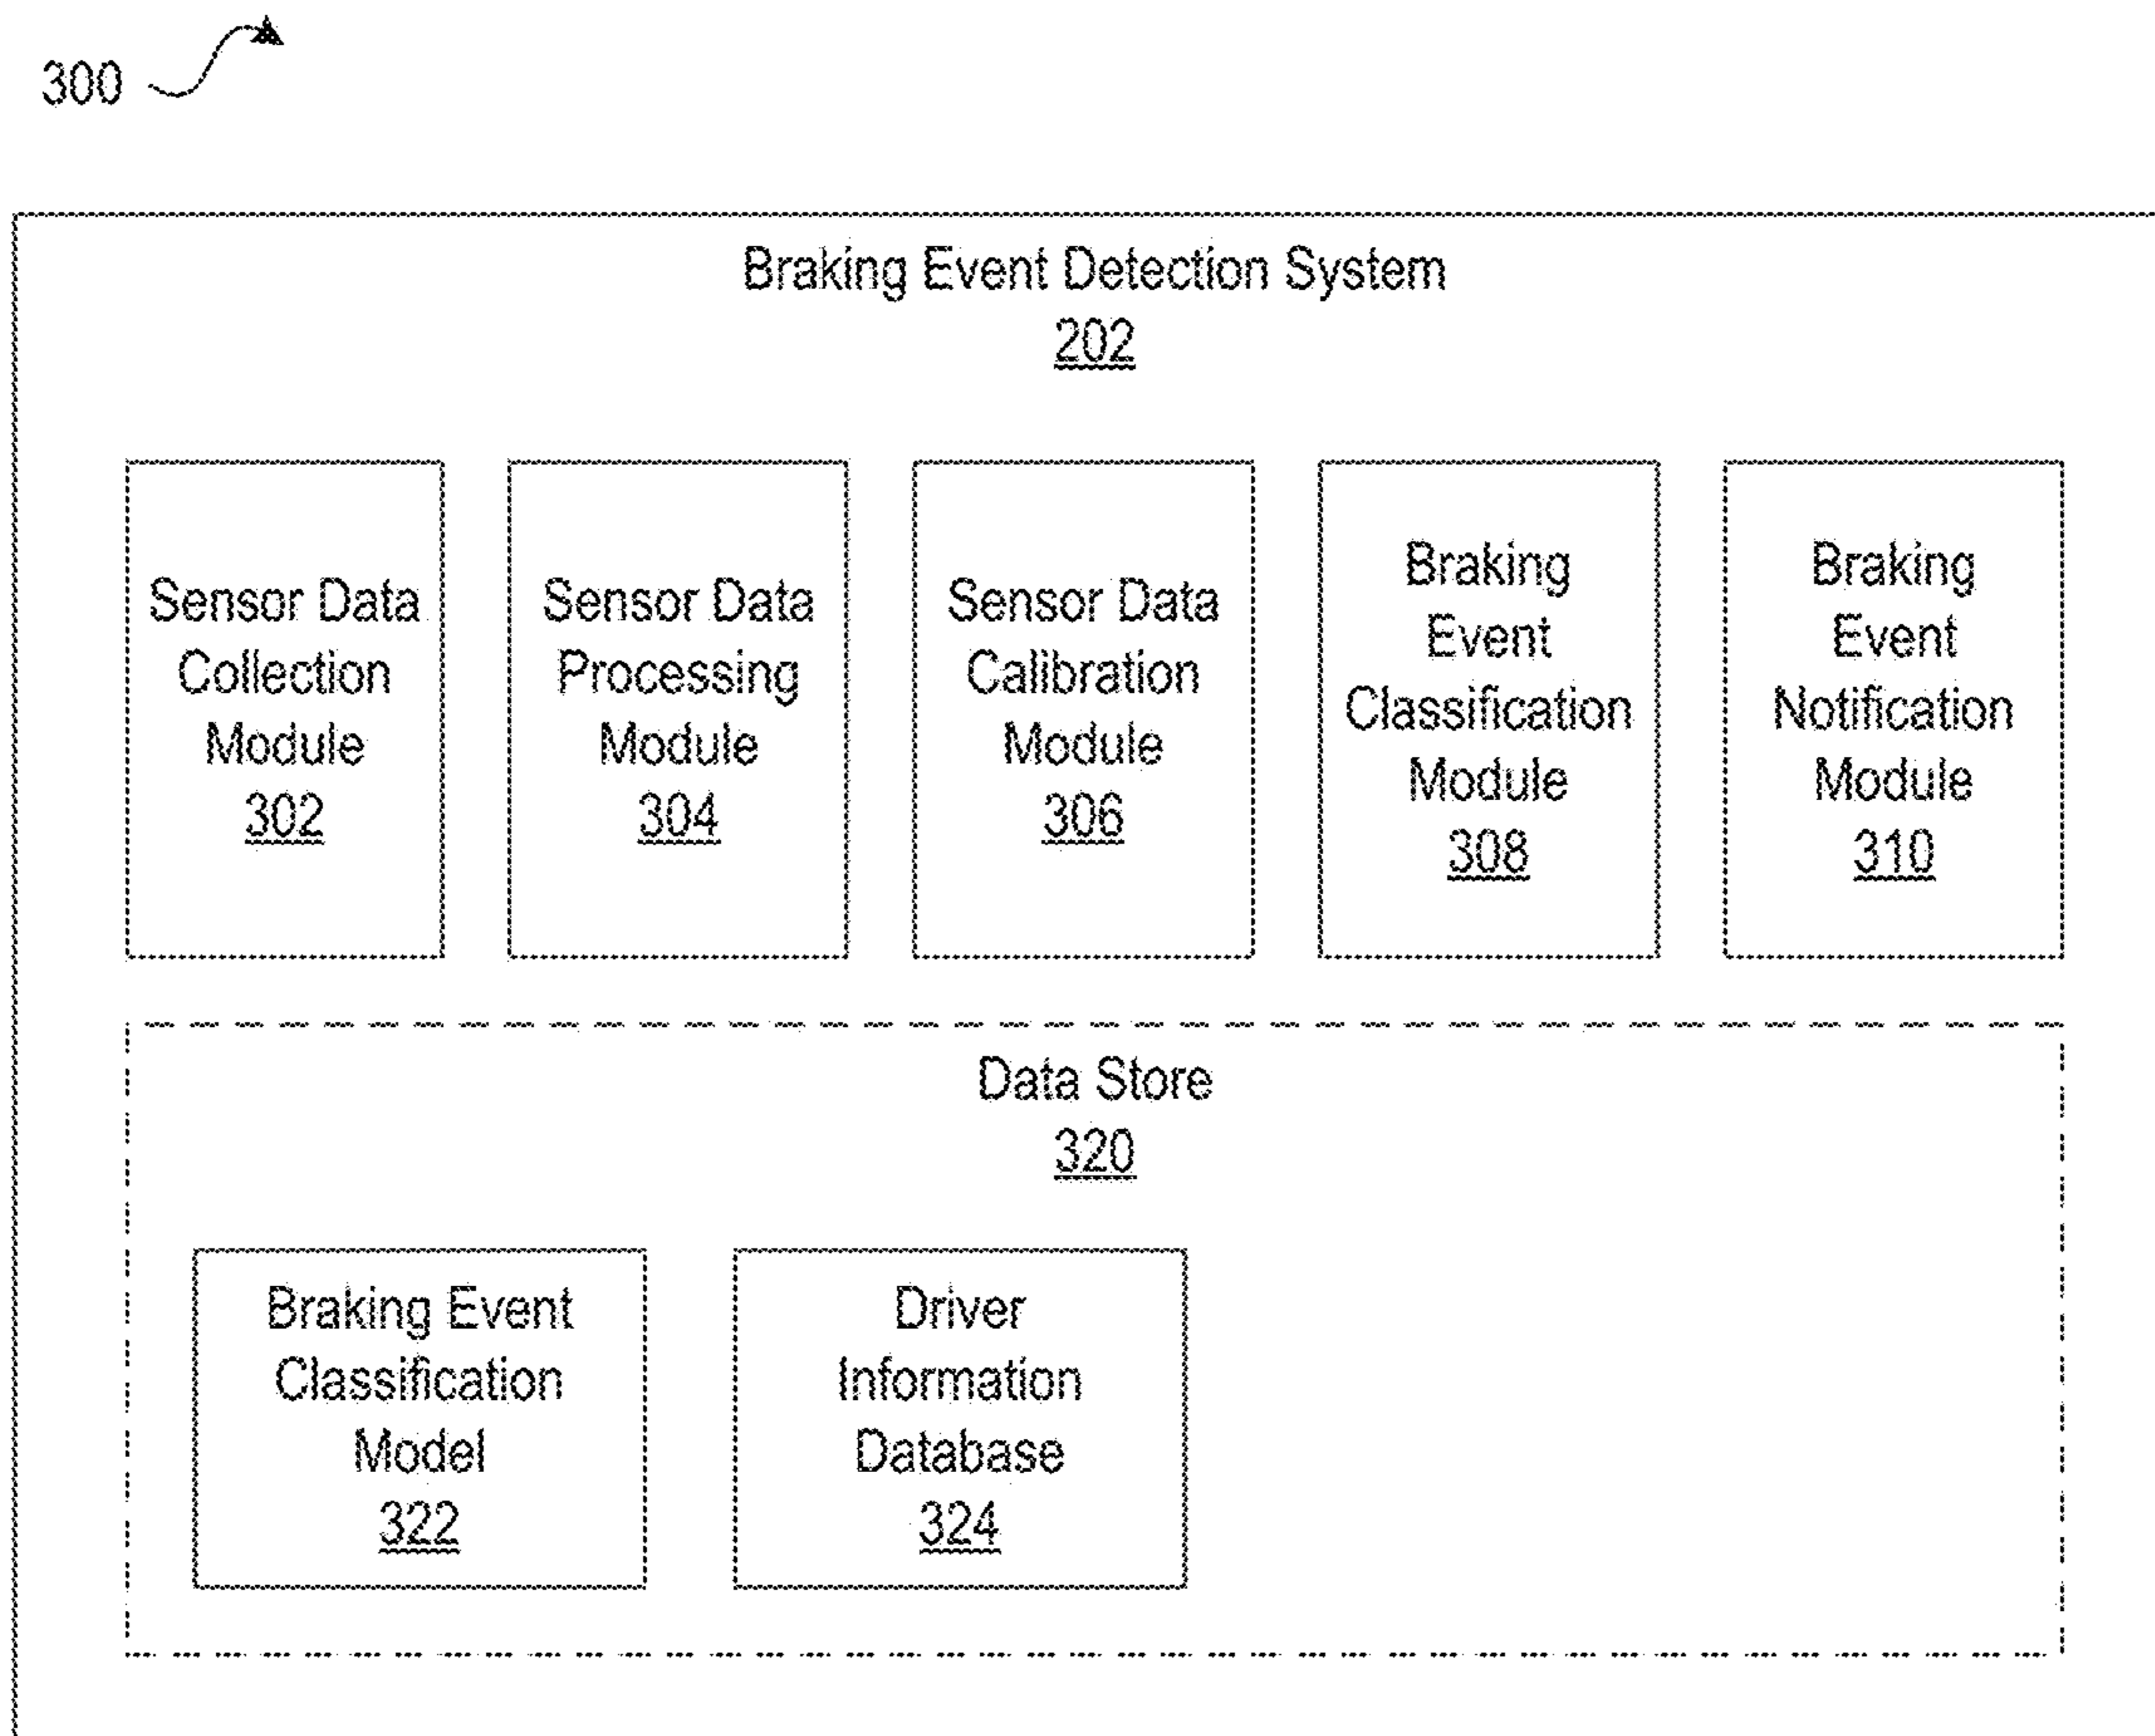 300
Braking Event Detection System
202
Sensor Data
Collection
Module
302
Sensor Data
Processing
Module
304
Sensor Data
Calibration
Module
306
Braking
Event
Classification
Module
308
Braking
Event
Notification
Module
310
Data Store
320
Braking Event
Classification
Model
322
Driver
Information
Database
324